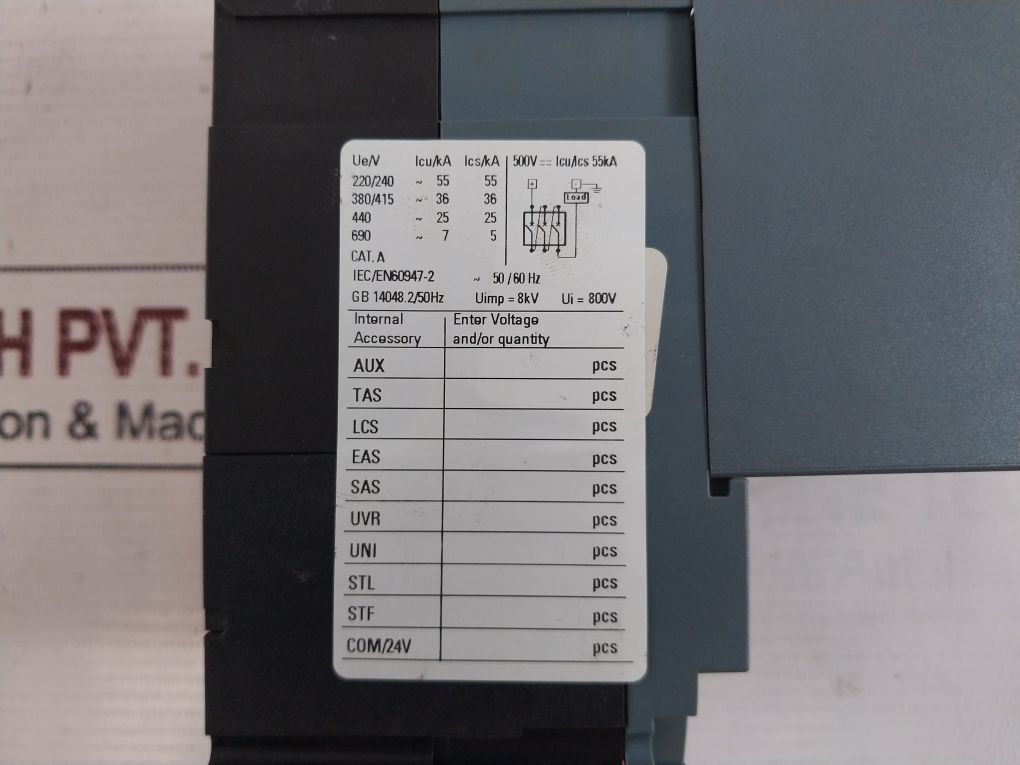 Ue/V Icu/kA Ics/kA 500V Icu/Ics 55kA
220/240 ~ 55 55
380/415 ~ 36 36
440 ~ 25 25
690 ~ 7 5
Load
CAT. A
IEC/EN60947-2 ~ 50/60 Hz
GB 14048.2/50Hz Uimp = 8kV Ui = 800V
Internal Accessory Enter Voltage and/or quantity
AUX pcs
TAS pcs
LCS pcs
EAS pcs
SAS pcs
UVR pcs
UNI pcs
STL pcs
STF pcs
COM/24V pcs
H PVT.
on & Mac